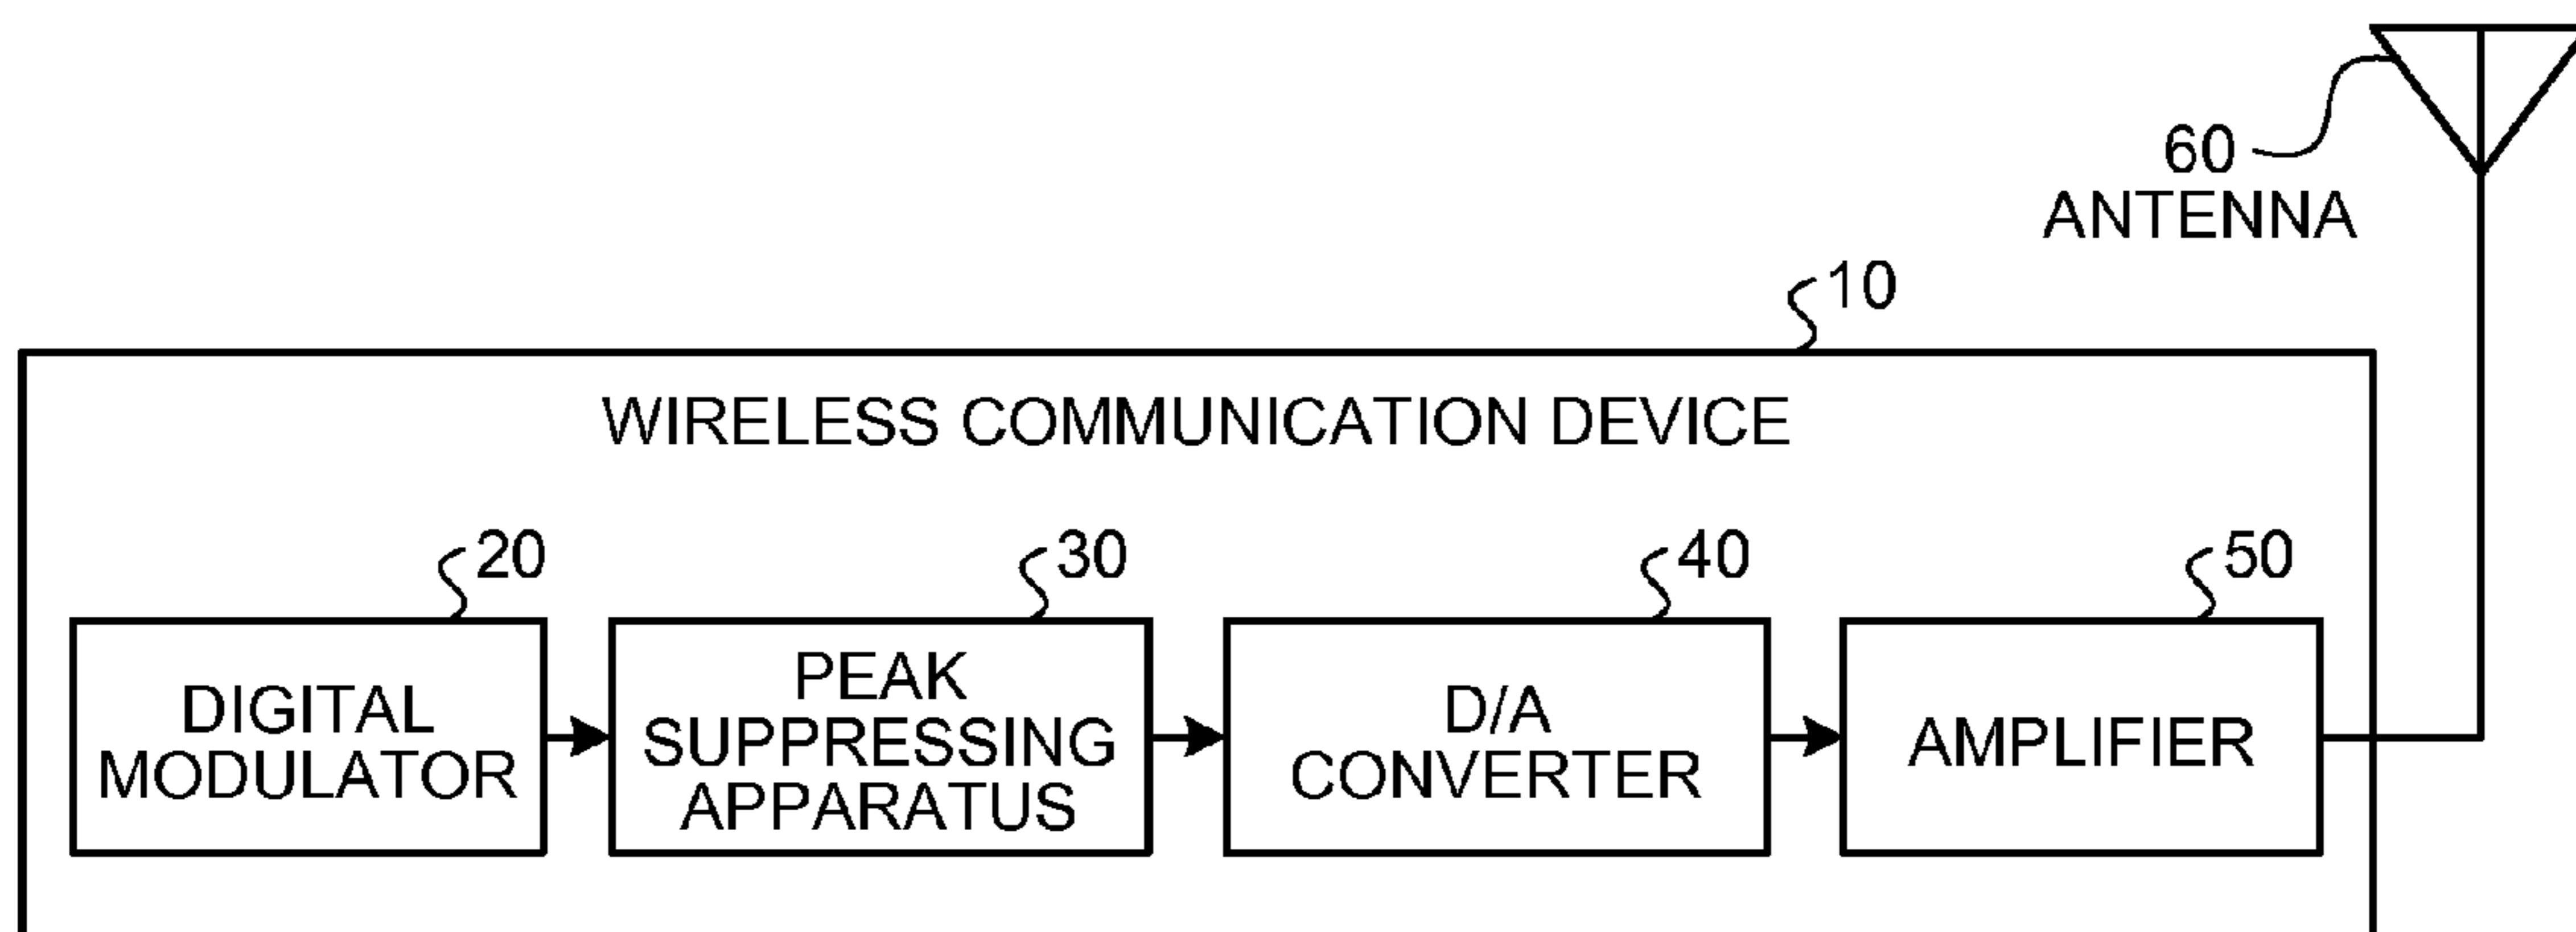 60
ANTENNA
10
WIRELESS COMMUNICATION DEVICE
20
30
40
50
DIGITAL
MODULATOR
PEAK
SUPPRESSING
APPARATUS
D/A
CONVERTER
AMPLIFIER